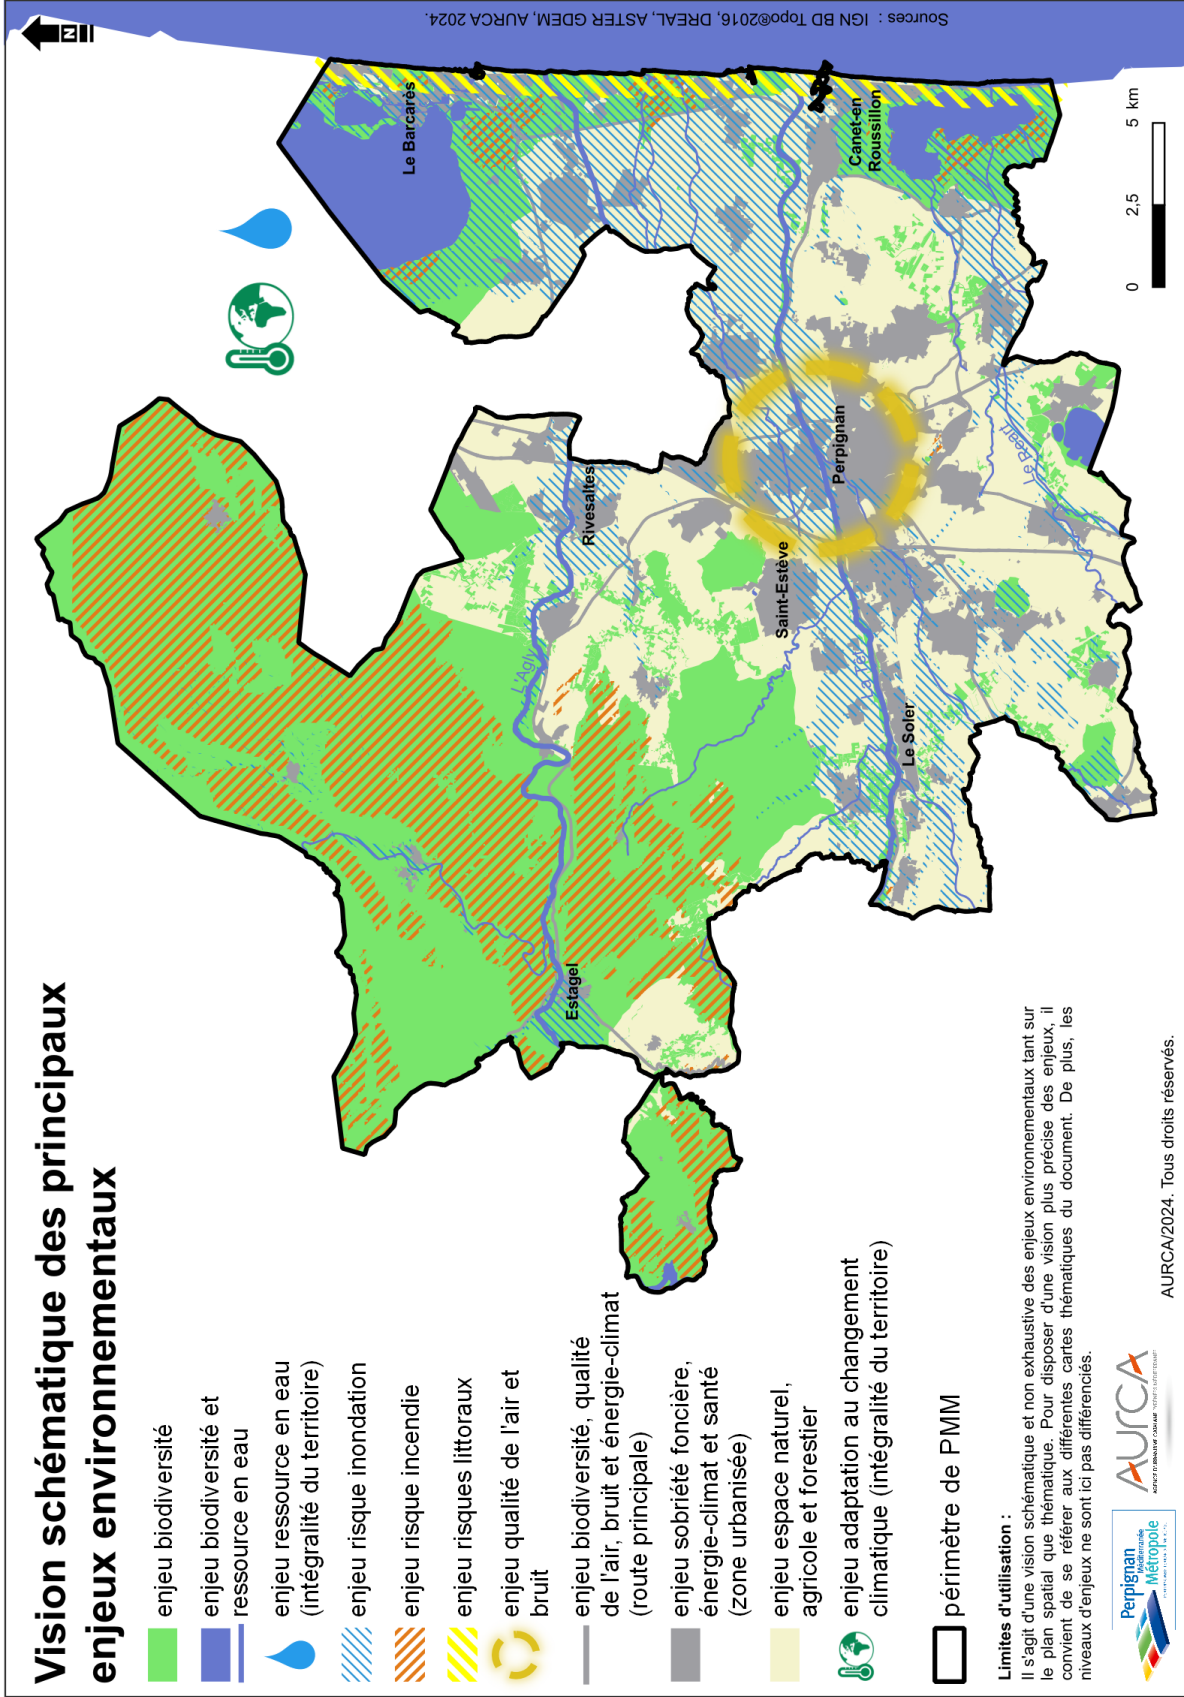 Vision schématique des principaux
enjeux environnementaux
enjeu biodiversité
enjeu biodiversité et
ressource en eau
enjeu ressource en eau
(intégralité du territoire)
enjeu risque inondation
enjeu risque incendie
enjeu risques littoraux
enjeu qualité de l'air et
bruit
enjeu biodiversité, qualité
de l'air, bruit et énergie-climat
(route principale)
enjeu sobriété foncière,
énergie-climat et santé
(zone urbanisée)
enjeu espace naturel,
agricole et forestier
enjeu adaptation au changement
climatique (intégralité du territoire)
périmètre de PMM
Limites d'utilisation :
Il s'agit d'une vision schématique et non exhaustive des enjeux environnementaux tant sur
le plan spatial que thématique. Pour disposer d'une vision plus précise des enjeux, il
convient de se référer aux différentes cartes thématiques du document. De plus, les
niveaux d'enjeux ne sont ici pas différenciés.
Perpignan
Méditerranée
Métropole
AURCA
AURCA/2024. Tous droits réservés.
Estagel
L'Agly
Rivesaltes
Le Barcarès
Saint-Estève
Perpignan
La Têt
Le Soler
Canet-en
Roussillon
Le Réart
0
2,5
5 km
N
Sources : IGN BD Topo®2016, DREAL, ASTER GDEM, AURCA 2024.